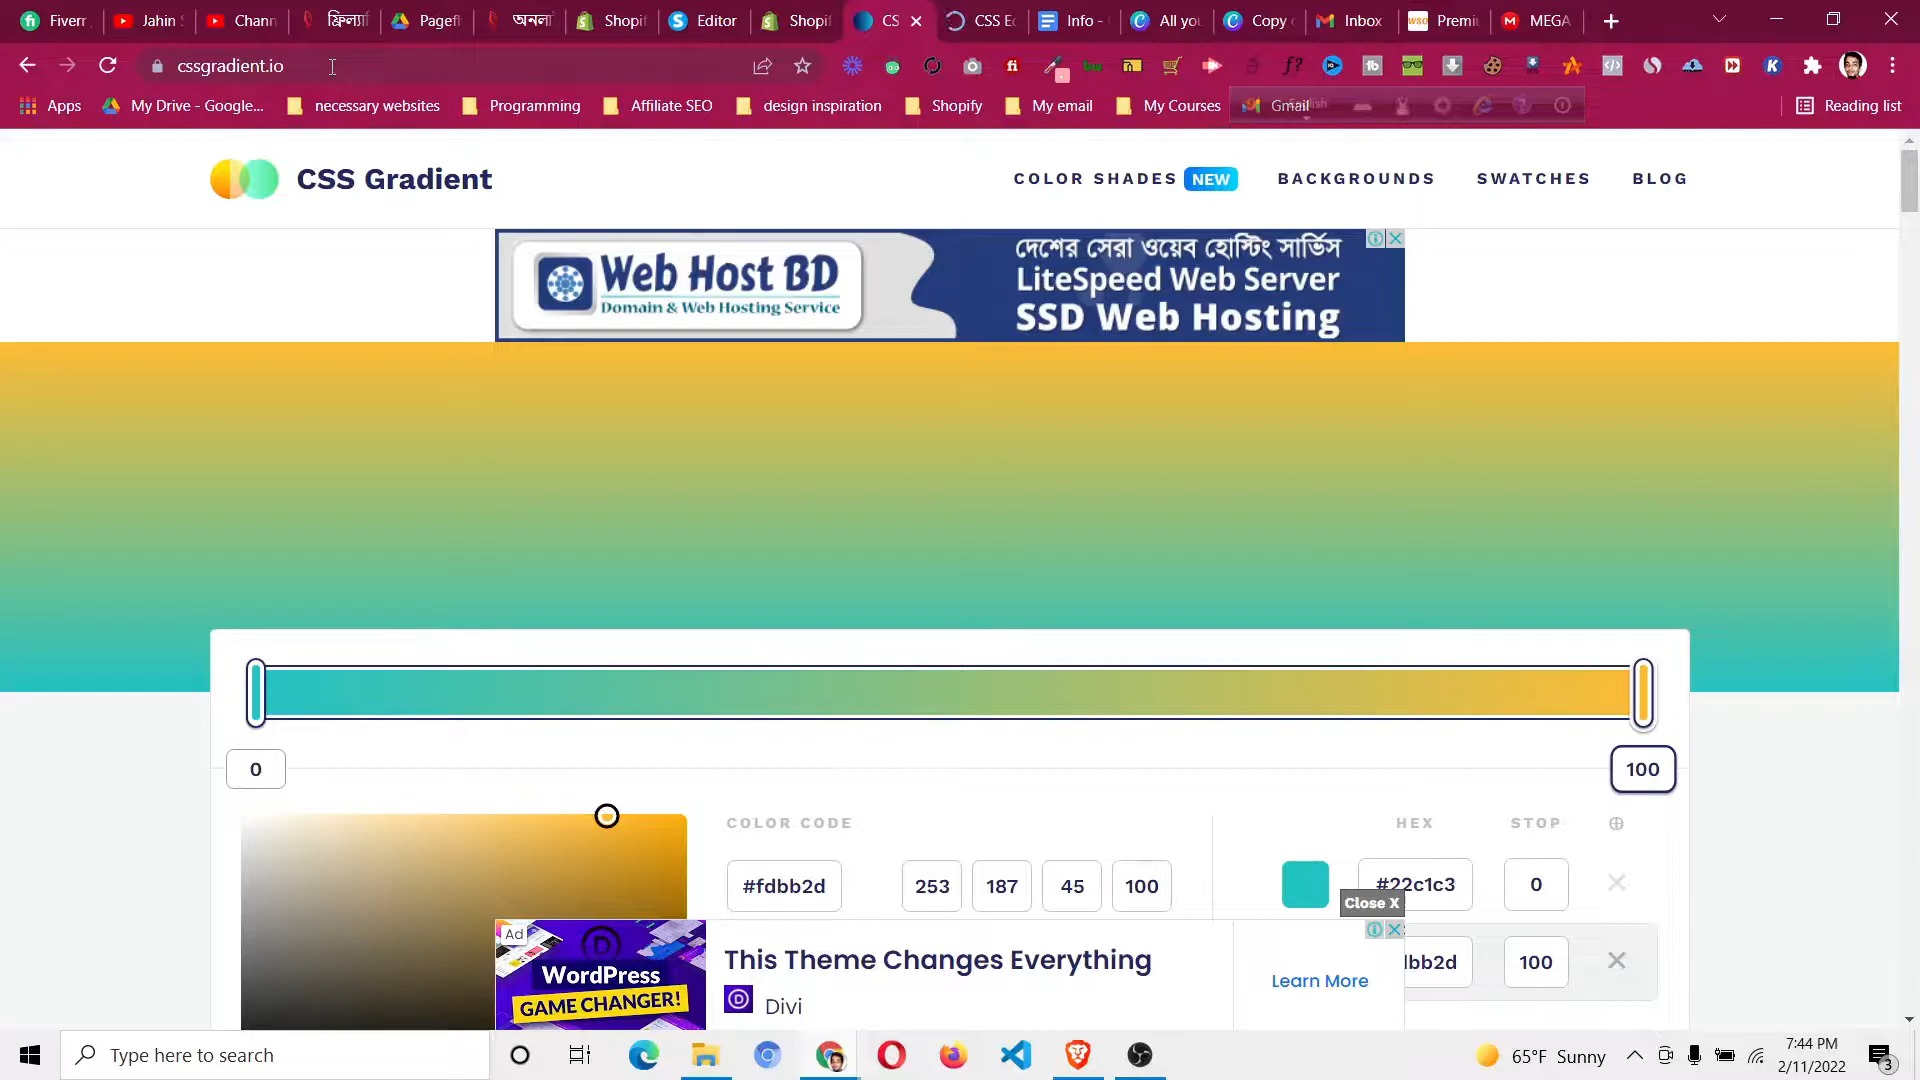 Fiverr
Jahin
Chann
ফ্রিল্যা
Pagefl
অনলা
Shopif
Editor
Shopif
CS
CSS Ec
Info -
All you
Copy
Inbox
Premiu
MEGA
cssgradient.io
Apps
My Drive - Google...
necessary websites
Programming
Affiliate SEO
design inspiration
Shopify
My email
My Courses
Gmail
Reading list
CSS Gradient
COLOR SHADES NEW
BACKGROUNDS
SWATCHES
BLOG
Web Host BD
Domain & Web Hosting Service
দেশের সেরা ওয়েব হোস্টিং সার্ভিস
LiteSpeed Web Server
SSD Web Hosting
0
100
COLOR CODE
HEX
STOP
#fdbb2d
253
187
45
100
#22c1c3
0
Close X
lbb2d
100
Ad
WordPress
GAME CHANGER!
This Theme Changes Everything
Divi
Learn More
Type here to search
65°F Sunny
7:44 PM
2/11/2022
3